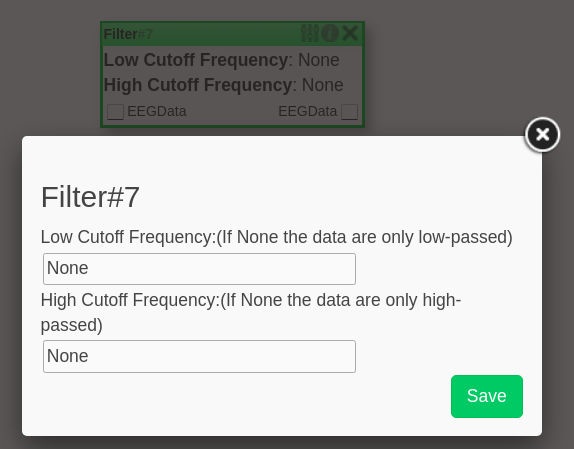 Filter#7
Low Cutoff Frequency: None
High Cutoff Frequency: None
EEGData EEGData
Filter#7
Low Cutoff Frequency:(If None the data are only low-passed)
None
High Cutoff Frequency:(If None the data are only high-
passed)
None
Save